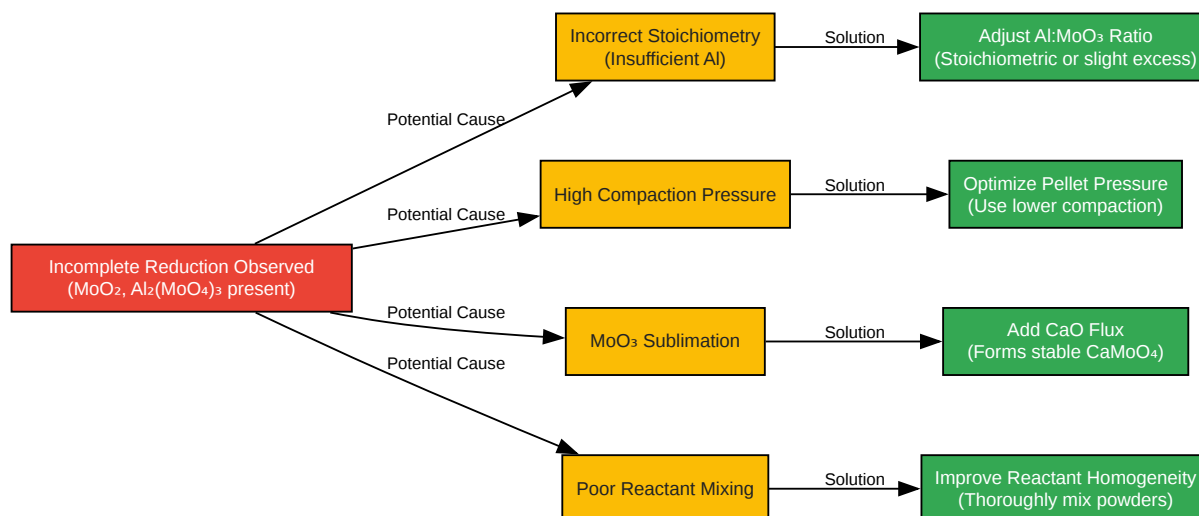 Incomplete Reduction Observed
(MoO₂, Al₂(MoO₄)₃ present)
Potential Cause
Incorrect Stoichiometry
(Insufficient Al)
Solution
Adjust Al:MoO₃ Ratio
(Stoichiometric or slight excess)
Potential Cause
High Compaction Pressure
Solution
Optimize Pellet Pressure
(Use lower compaction)
Potential Cause
MoO₃ Sublimation
Solution
Add CaO Flux
(Forms stable CaMoO₄)
Potential Cause
Poor Reactant Mixing
Solution
Improve Reactant Homogeneity
(Thoroughly mix powders)